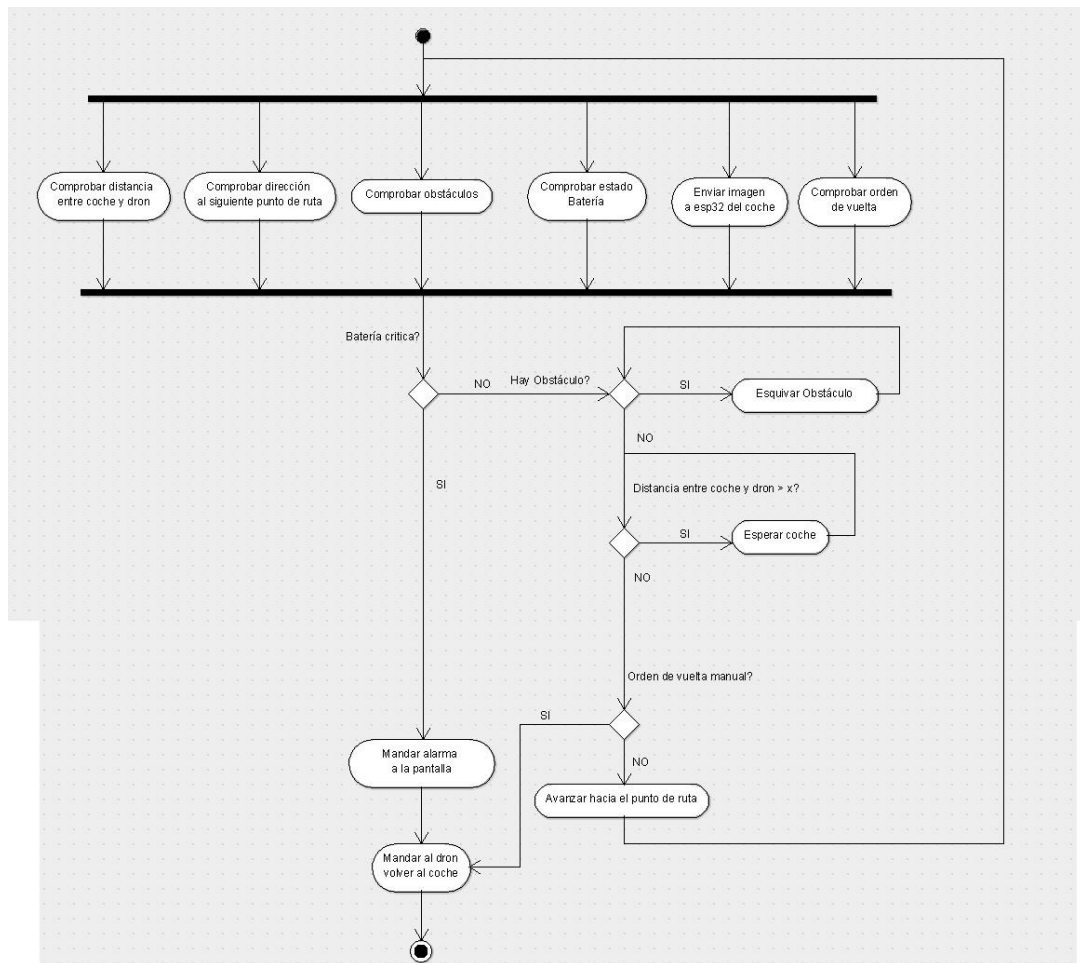 Comprobar distancia
entre coche y dron
Comprobar dirección
al siguiente punto de ruta
Comprobar obstáculos
Comprobar estado
Batería
Enviar imagen
a esp32 del coche
Comprobar orden
de vuelta
Batería critica?
NO
Hay Obstáculo?
SI
Esquivar Obstáculo
NO
SI
Distancia entre coche y dron > x?
SI
Esperar coche
NO
Orden de vuelta manual?
SI
Mandar alarma
a la pantalla
NO
Avanzar hacia el punto de ruta
Mandar al dron
volver al coche